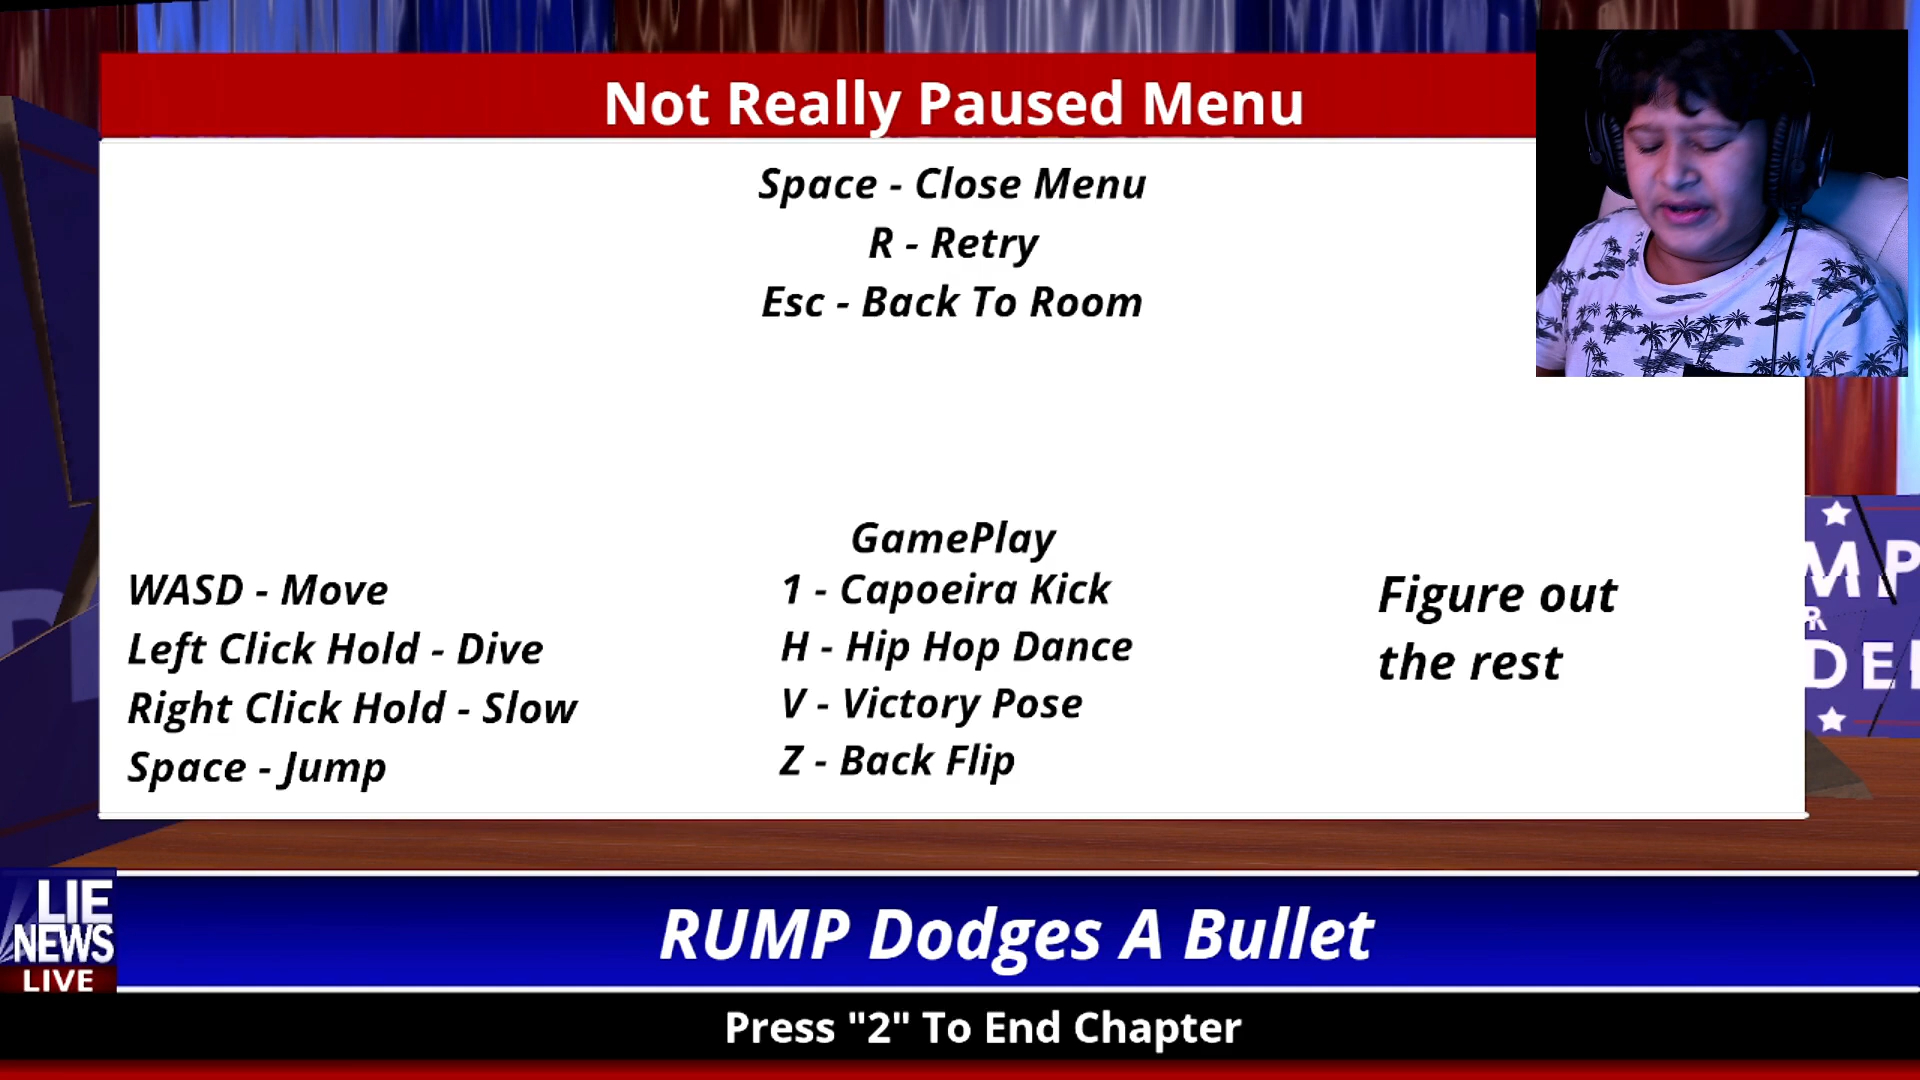 Not Really Paused Menu
Space - Close Menu
R - Retry
Esc - Back To Room
GamePlay
WASD - Move
Left Click Hold - Dive
Right Click Hold - Slow
Space - Jump
1 - Capoeira Kick
H - Hip Hop Dance
V - Victory Pose
Z - Back Flip
Figure out
the rest
MP
R
DEN
LIE
NEWS
LIVE
RUMP Dodges A Bullet
Press "2" To End Chapter